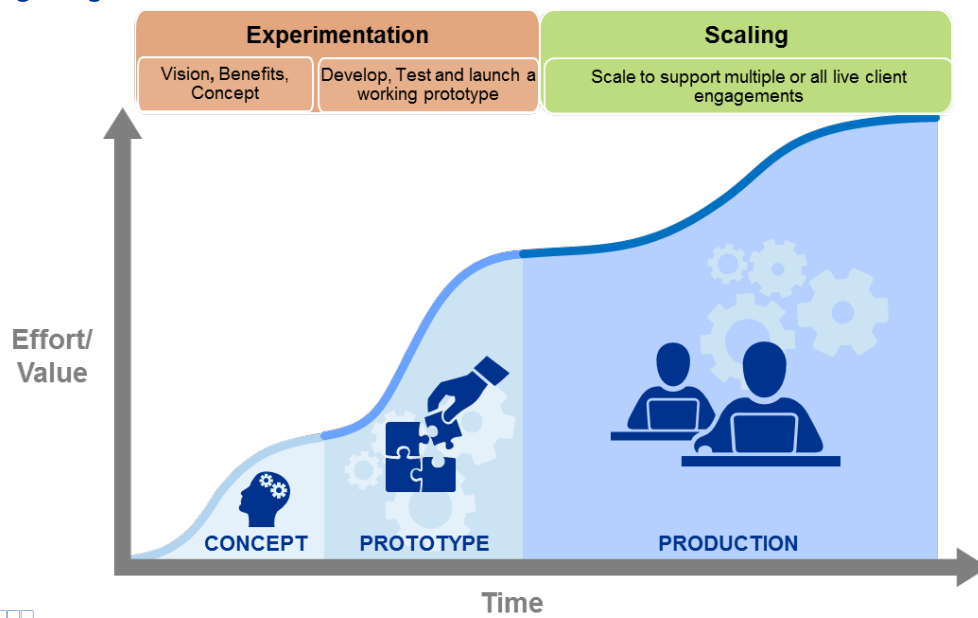 Experimentation
Scaling
Vision, Benefits,
Concept
Develop, Test and launch a
working prototype
Scale to support multiple or all live client
engagements
Effort/
Value
CONCEPT
PROTOTYPE
PRODUCTION
Time